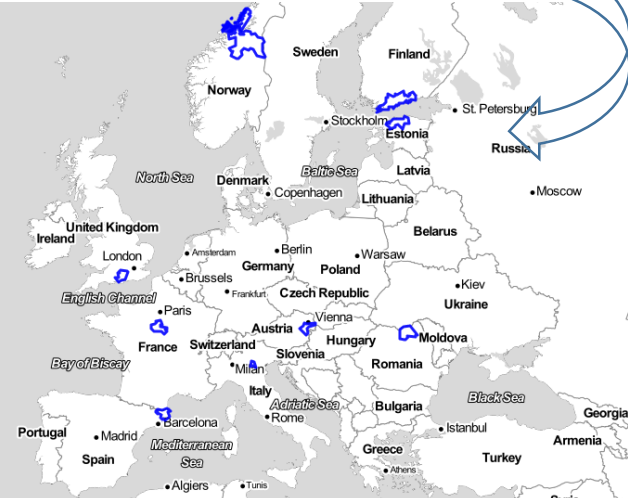 Sweden
Finland
Norway
St. Petersburg
Stockholm
Estonia
Russia
Baltic Sea
Latvia
North Sea
Denmark
Copenhagen
Lithuania
Moscow
United Kingdom
Ireland
Belarus
London
Amsterdam
Berlin
Warsaw
Germany
Poland
Brussels
Frankfurt
Czech Republic
Kiev
Ukraine
English Channel
Paris
Vienna
Austria
France
Switzerland
Hungary
Moldova
Slovenia
Bay of Biscay
Milan
Romania
Italy
Adriatic Sea
Black Sea
Bulgaria
Georgia
Barcelona
Rome
Istanbul
Portugal
Madrid
Mediterranean
Sea
Armenia
Spain
Greece
Turkey
Athens
Algiers
Tunis